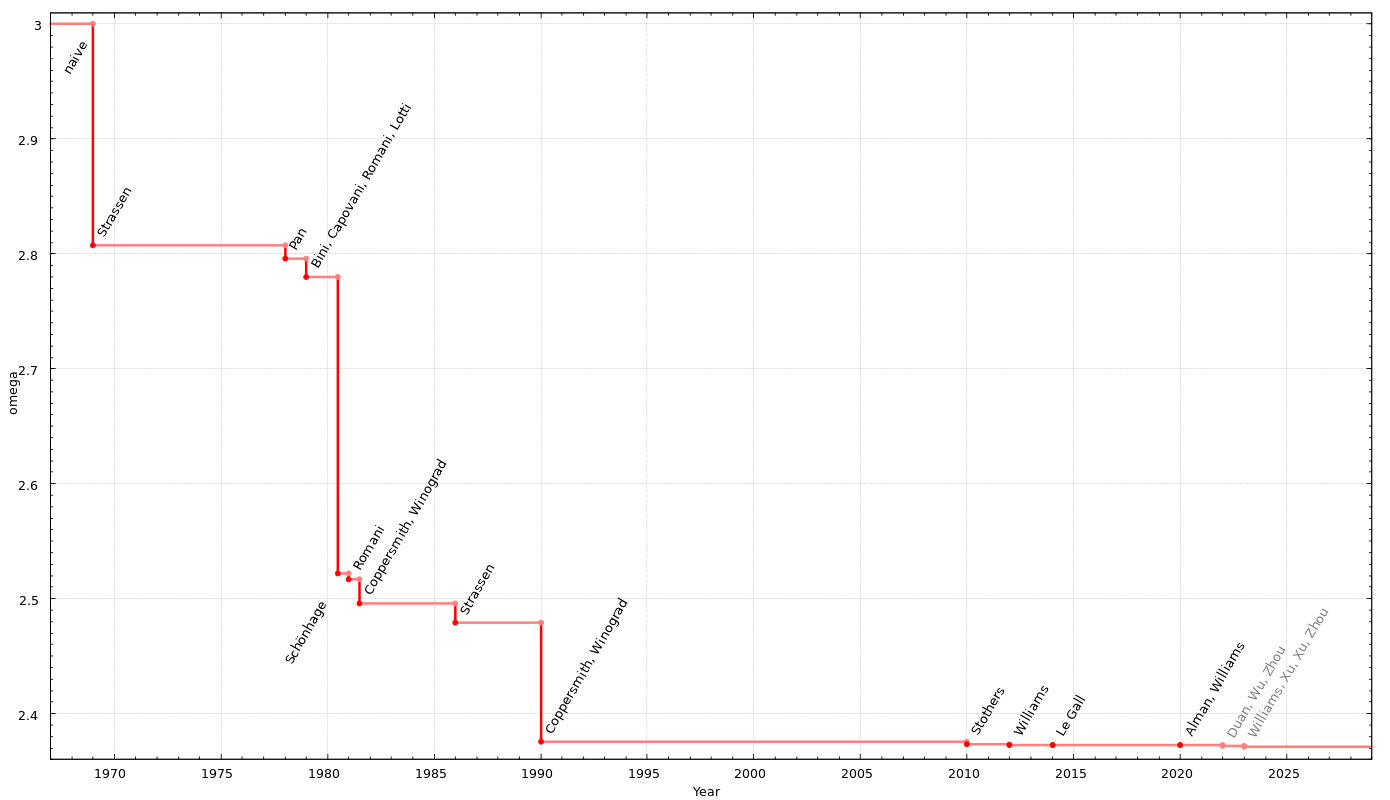 3
2.9
2.8
2.7
2.6
2.5
2.4
omega
naive
Strassen
Pan
Bini, Capovani, Romani, Lotti
Schönhage
Romani
Coppersmith, Winograd
Strassen
Coppersmith, Winograd
Stothers
Williams
Le Gall
Alman, Williams
Duan, Wu, Zhou
Williams, Xu, Xu, Zhou
1970 1975 1980 1985 1990 1995 2000 2005 2010 2015 2020 2025
Year